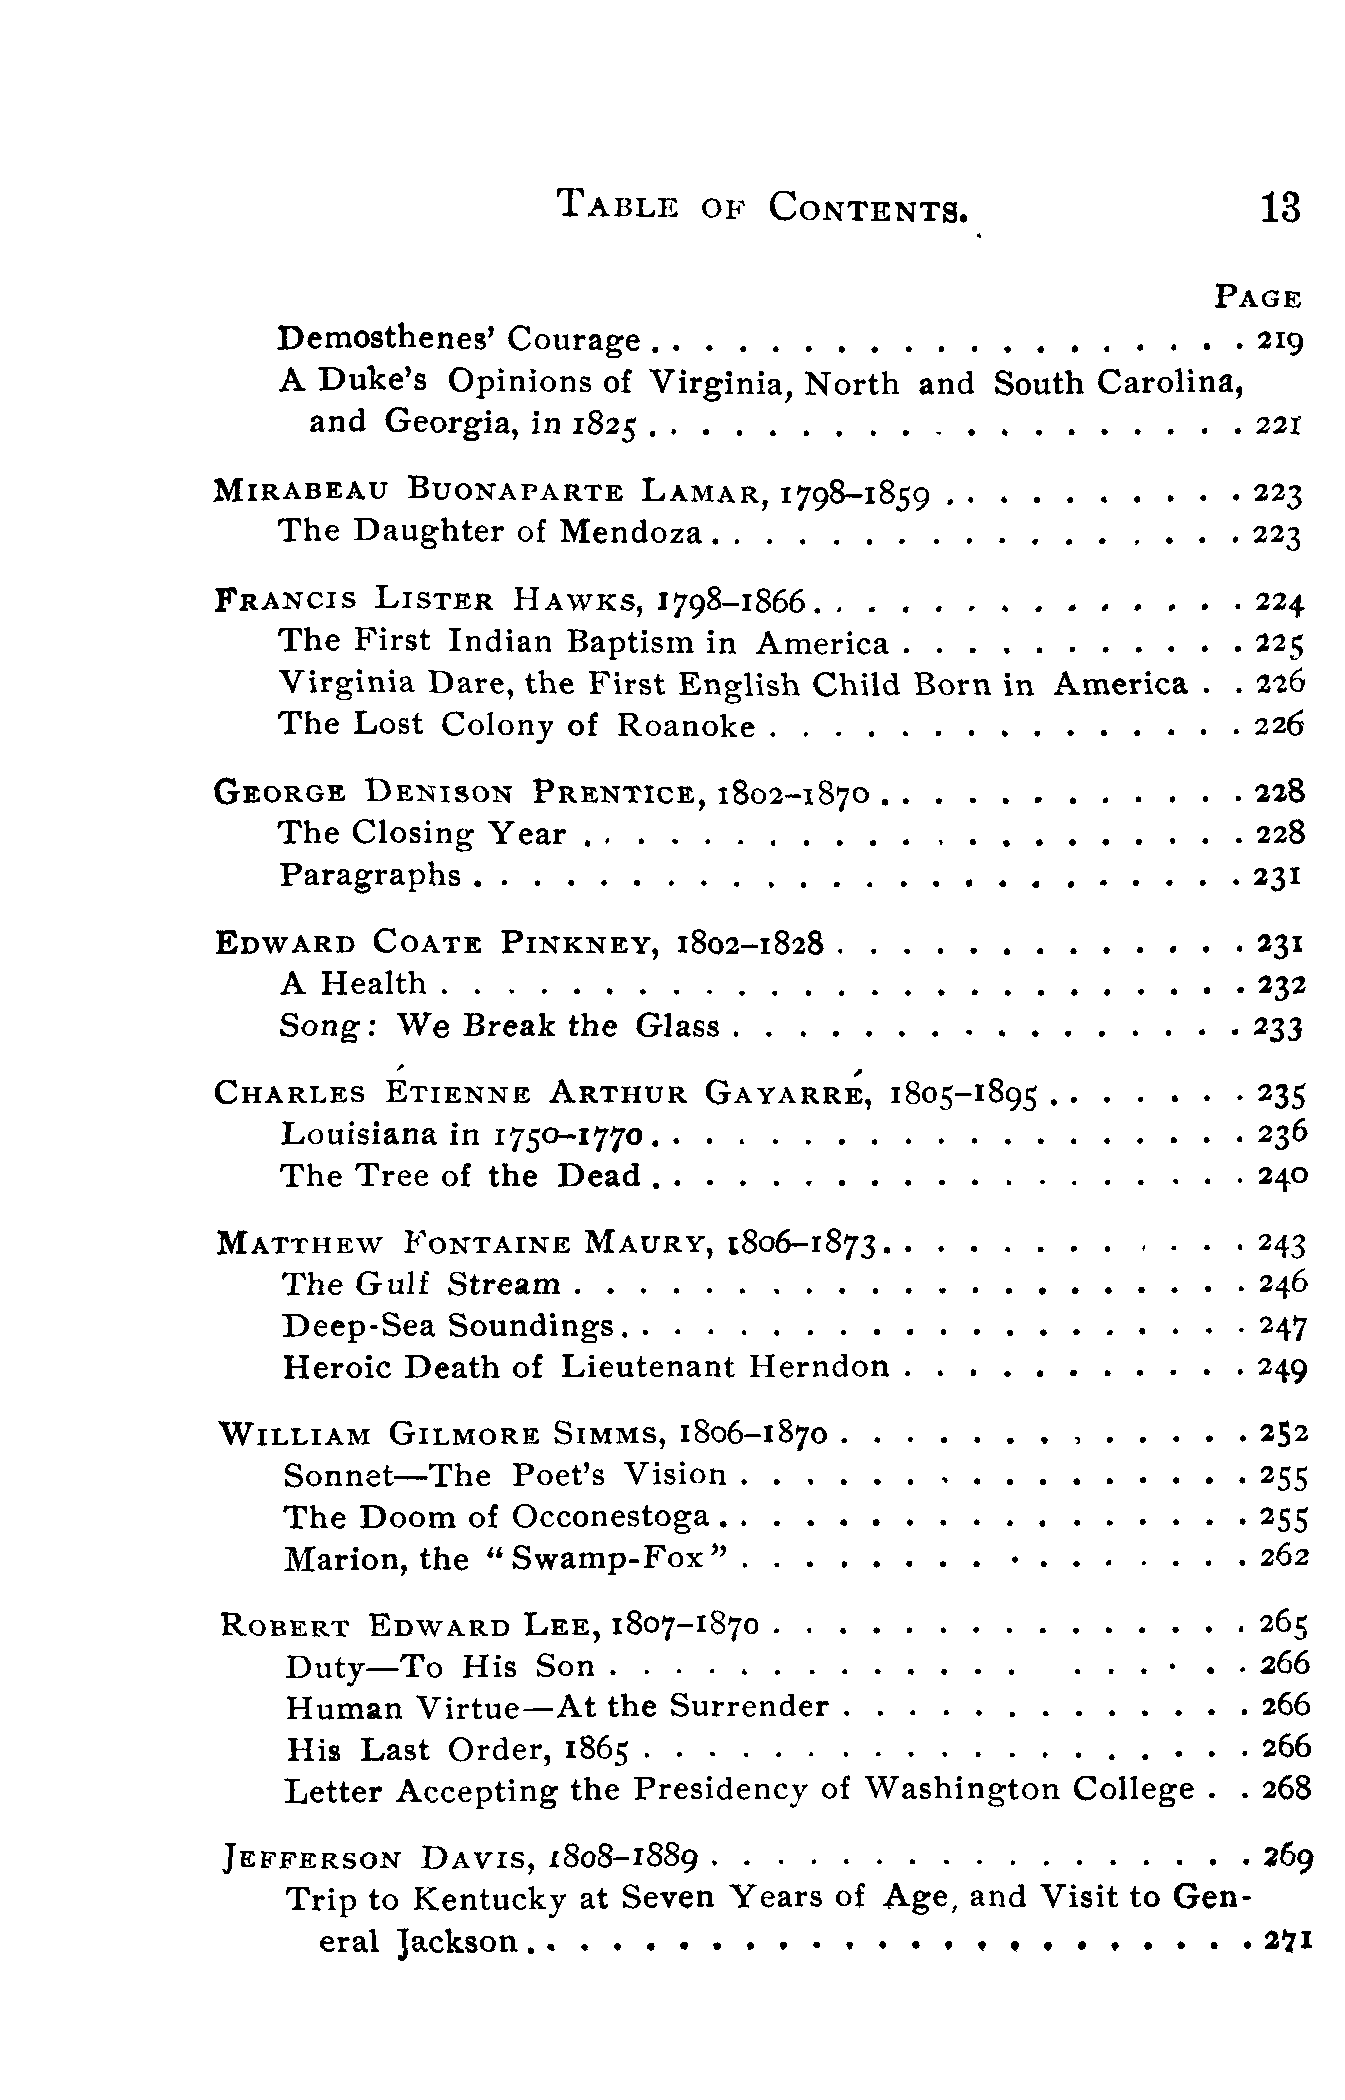 TABLE OF CONTENTS. 13
PAGE
Demosthenes' Courage . . . . . . . . . . . . . . . . . . . 219
A Duke's Opinions of Virginia, North and South Carolina,
and Georgia, in 1825 . . . . . . . . . . . . . . . . . . . 221
MIRABEAU BUONAPARTE LAMAR, 1798–1859 . . . . . . . . . . 223
The Daughter of Mendoza . . . . . . . . . . . . . . . . . 223
FRANCIS LISTER HAWKS, 1798–1866 . . . . . . . . . . . . . . 224
The First Indian Baptism in America . . . . . . . . . . . 225
Virginia Dare, the First English Child Born in America . . 226
The Lost Colony of Roanoke . . . . . . . . . . . . . . . 226
GEORGE DENISON PRENTICE, 1802–1870 . . . . . . . . . . . . 228
The Closing Year . . . . . . . . . . . . . . . . . . . . . 228
Paragraphs . . . . . . . . . . . . . . . . . . . . . . . . 231
EDWARD COATE PINKNEY, 1802–1828 . . . . . . . . . . . . . 231
A Health . . . . . . . . . . . . . . . . . . . . . . . . . 232
Song: We Break the Glass . . . . . . . . . . . . . . . . 233
CHARLES ÉTIENNE ARTHUR GAYARRÉ, 1805–1895 . . . . . . . 235
Louisiana in 1750–1770 . . . . . . . . . . . . . . . . . . . 236
The Tree of the Dead . . . . . . . . . . . . . . . . . . . 240
MATTHEW FONTAINE MAURY, 1806–1873 . . . . . . . . . . . . 243
The Gulf Stream . . . . . . . . . . . . . . . . . . . . . 246
Deep-Sea Soundings . . . . . . . . . . . . . . . . . . . . 247
Heroic Death of Lieutenant Herndon . . . . . . . . . . . 249
WILLIAM GILMORE SIMMS, 1806–1870 . . . . . . . . . . . . . 252
Sonnet—The Poet's Vision . . . . . . . . . . . . . . . . 255
The Doom of Occonestoga . . . . . . . . . . . . . . . . . 255
Marion, the "Swamp-Fox" . . . . . . . . . . . . . . . . 262
ROBERT EDWARD LEE, 1807–1870 . . . . . . . . . . . . . . . 265
Duty—To His Son . . . . . . . . . . . . . . . . . . . 266
Human Virtue—At the Surrender . . . . . . . . . . . . . 266
His Last Order, 1865 . . . . . . . . . . . . . . . . . . . 266
Letter Accepting the Presidency of Washington College . . 268
JEFFERSON DAVIS, 1808–1889 . . . . . . . . . . . . . . . . . 269
Trip to Kentucky at Seven Years of Age, and Visit to Gen-
eral Jackson . . . . . . . . . . . . . . . . . . . . . . . 271